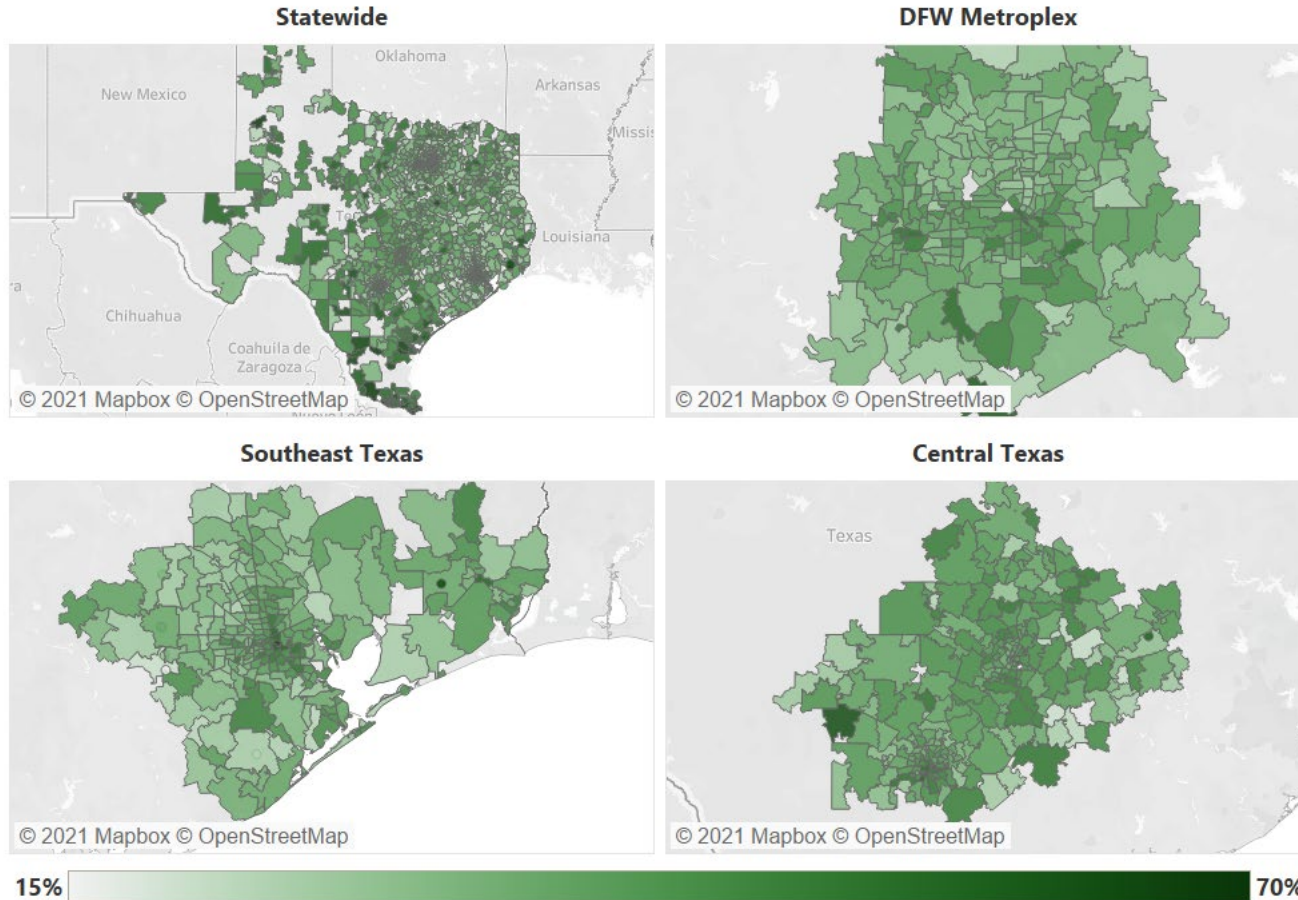 Statewide
DFW Metroplex
Oklahoma
New Mexico
Arkansas
Louisiana
Chihuahua
Coahuila de
Zaragoza
© 2021 Mapbox © OpenStreetMap
© 2021 Mapbox © OpenStreetMap
Southeast Texas
Central Texas
Texas
© 2021 Mapbox © OpenStreetMap
© 2021 Mapbox © OpenStreetMap
15%
70%